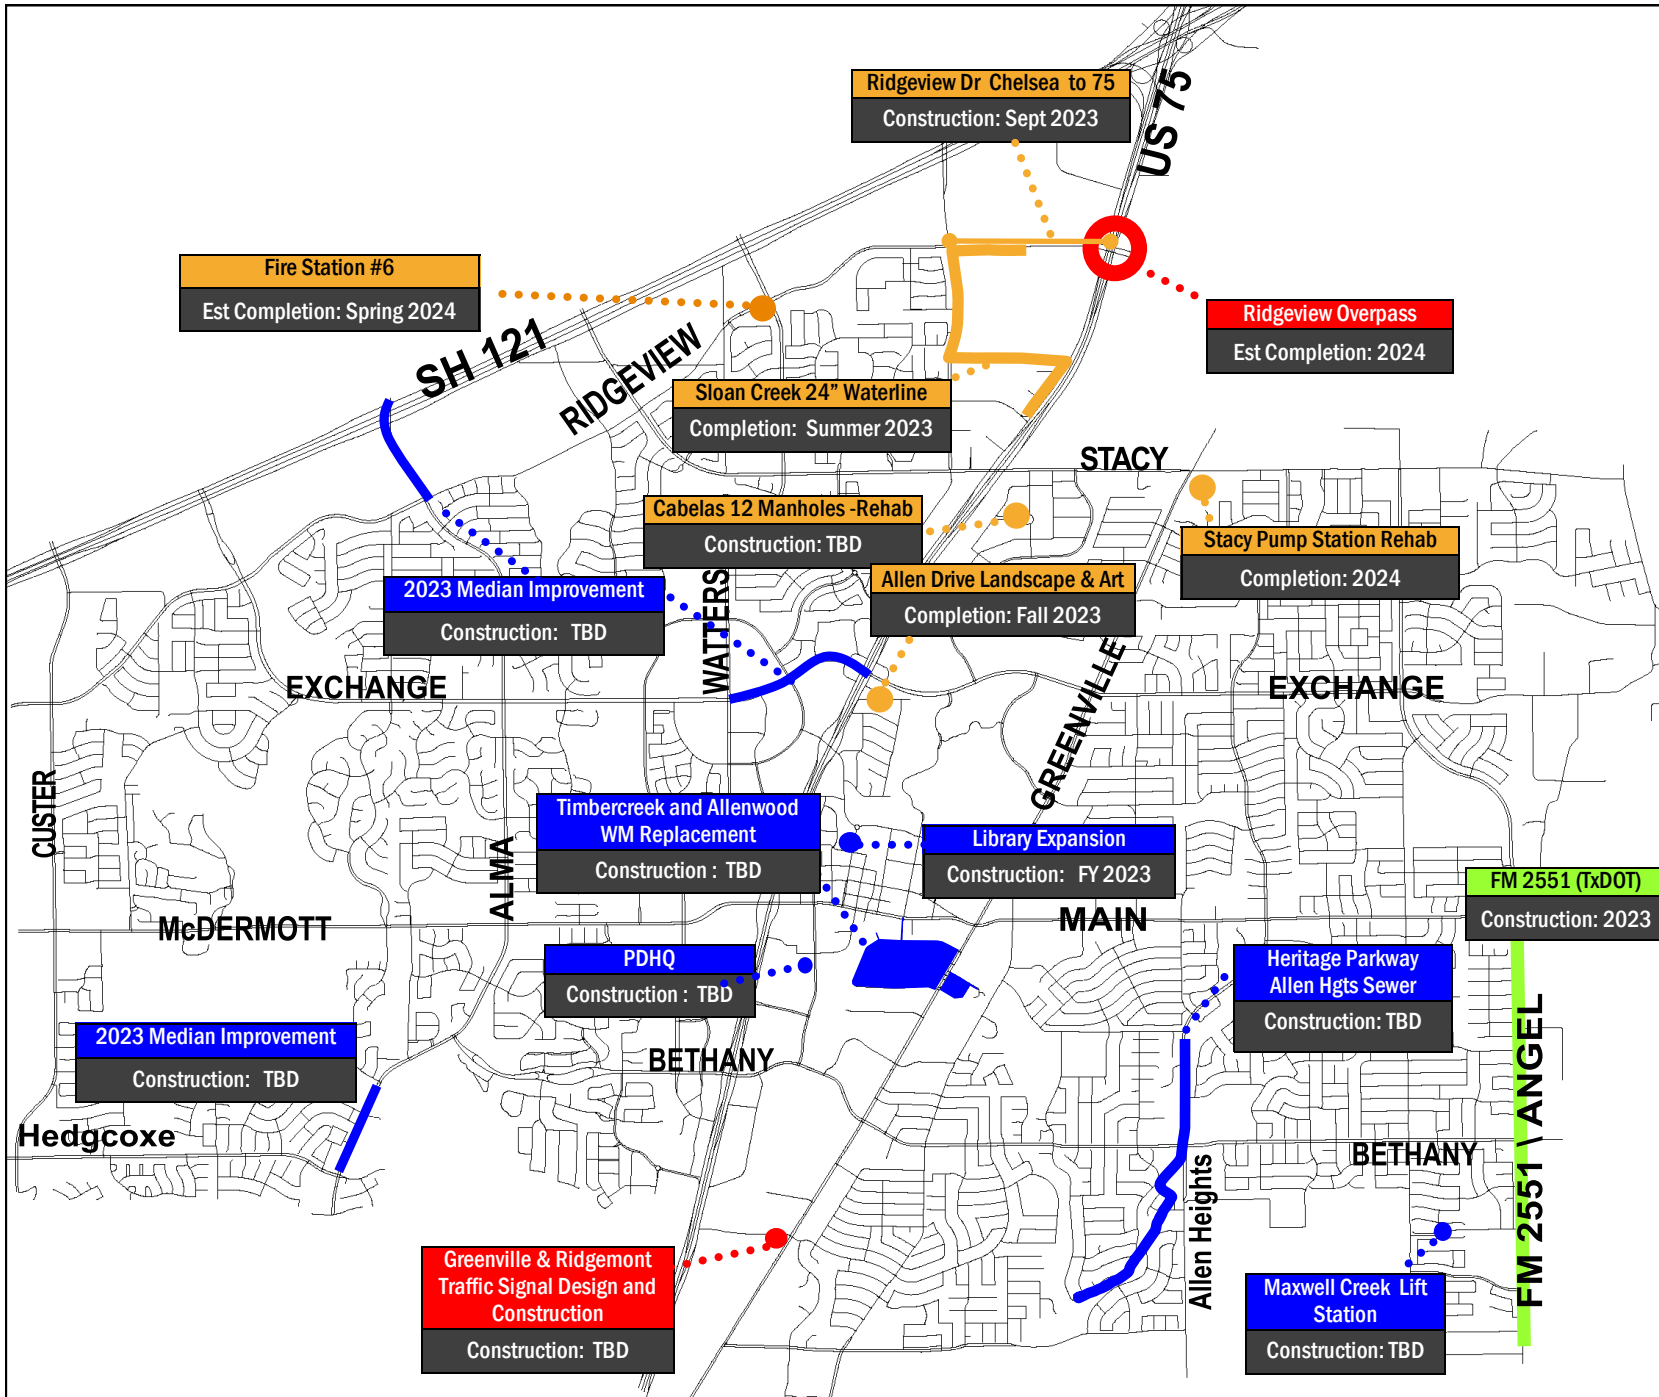 Ridgeview Dr Chelsea to 75
Construction: Sept 2023
US 75
Fire Station #6
Est Completion: Spring 2024
Ridgeview Overpass
Est Completion: 2024
SH 121
RIDGEVIEW
Sloan Creek 24” Waterline
Completion: Summer 2023
STACY
Cabelas 12 Manholes -Rehab
Construction: TBD
Stacy Pump Station Rehab
Completion: 2024
Allen Drive Landscape & Art
Completion: Fall 2023
2023 Median Improvement
Construction: TBD
WATTERS
EXCHANGE
GREENVILLE
EXCHANGE
CUSTER
Timbercreek and Allenwood
WM Replacement
Construction : TBD
Library Expansion
Construction: FY 2023
ALMA
FM 2551 (TxDOT)
Construction: 2023
McDERMOTT
MAIN
PDHQ
Construction : TBD
Heritage Parkway
Allen Hgts Sewer
Construction: TBD
2023 Median Improvement
Construction: TBD
BETHANY
FM 2551 \ ANGEL
Hedgcoxe
BETHANY
Allen Heights
Greenville & Ridgemont
Traffic Signal Design and
Construction
Construction: TBD
Maxwell Creek Lift
Station
Construction: TBD